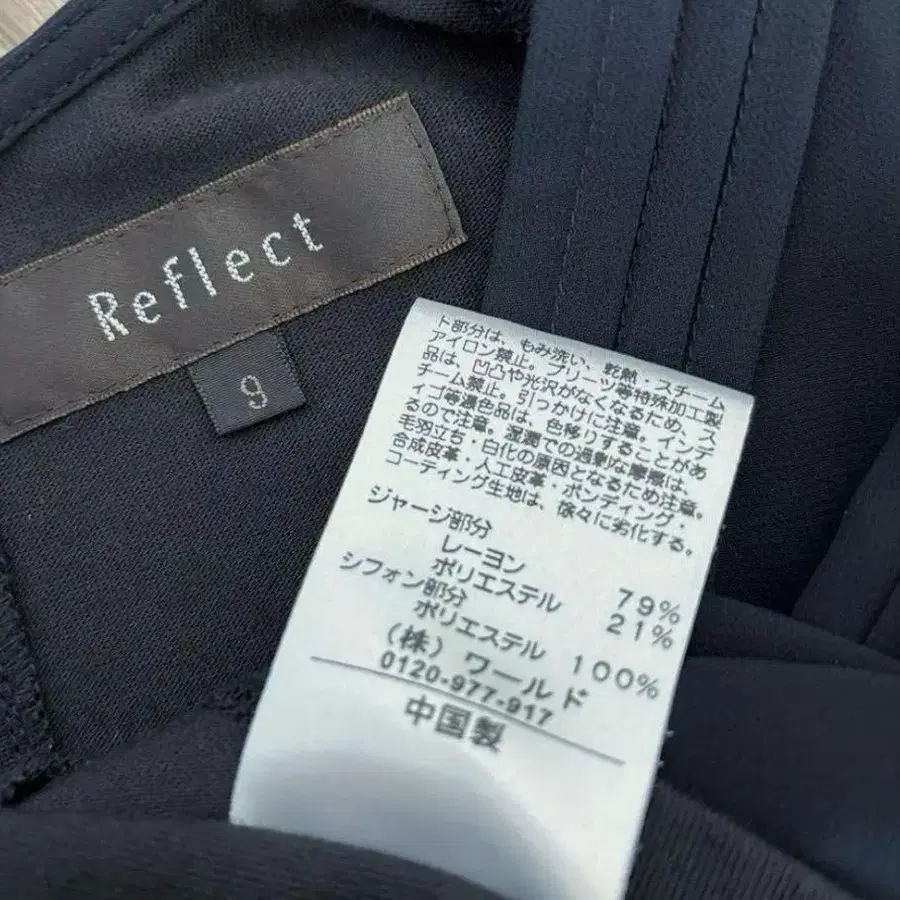 Reflect
9
ト部分は、もみ洗い、乾熱・スチーム
アイロン禁止。プリーツ等特殊加工製
品は、凹凸や光沢がなくなるため、ス
チーム禁止。引っかけに注意。インデ
ィゴ等濃色品は、色移りすることがあ
るので注意。湿潤での過剰な摩擦は、
毛羽立ち・白化の原因となるため注意。
合成皮革・人工皮革・ボンディング・
コーティング生地は、徐々に劣化する。
ジャージ部分
レーヨン 79%
ポリエステル 21%
シフォン部分
ポリエステル 100%
(株) ワールド
0120-977-917
中国製